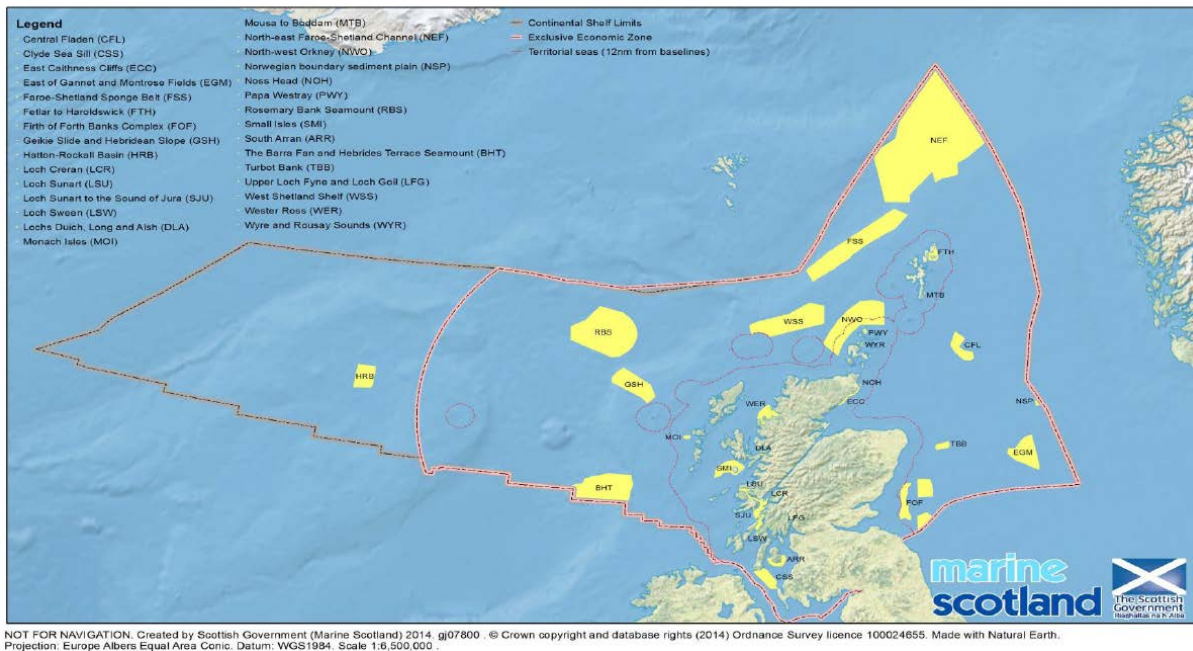 Legend
Central Fladen (CFL)
Clyde Sea Sill (CSS)
East Caithness Cliffs (ECC)
East of Gannet and Montrose Fields (EGM)
Faroe-Shetland Sponge Belt (FSS)
Fetlar to Haroldswick (FTH)
Firth of Forth Banks Complex (FOF)
Geikie Slide and Hebridean Slope (GSH)
Hatton-Rockall Basin (HRB)
Loch Creran (LCR)
Loch Sunart (LSU)
Loch Sunart to the Sound of Jura (SJU)
Loch Sween (LSW)
Lochs Duich, Long and Alsh (DLA)
Monach Isles (MOI)
Mousa to Boddam (MTB)
North-east Faroe-Shetland Channel (NEF)
North-west Orkney (NWO)
Norwegian boundary sediment plain (NSP)
Noss Head (NOH)
Papa Westray (PWY)
Rosemary Bank Seamount (RBS)
Small Isles (SMI)
South Arran (ARR)
The Barra Fan and Hebrides Terrace Seamount (BHT)
Turbot Bank (TBB)
Upper Loch Fyne and Loch Goil (LFG)
West Shetland Shelf (WSS)
Wester Ross (WER)
Wyre and Rousay Sounds (WYR)
Continental Shelf Limits
Exclusive Economic Zone
Territorial seas (12nm from baselines)
NEF
FSS
FTH
MTB
WSS
NWO
RBS
PWY
WYR
CFL
HRB
GSH
NOH
ECC
NSP
WER
MOI
DLA
TBB
EGM
SMI
BHT
LSU
LCR
FOF
SJU
LFG
LSW
ARR
CSS
marine
scotland
The Scottish
Government
Riaghaltas na h-Alba
NOT FOR NAVIGATION. Created by Scottish Government (Marine Scotland) 2014. gj07800 . © Crown copyright and database rights (2014) Ordnance Survey licence 100024655. Made with Natural Earth.
Projection: Europe Albers Equal Area Conic. Datum: WGS1984. Scale 1:6,500,000 .